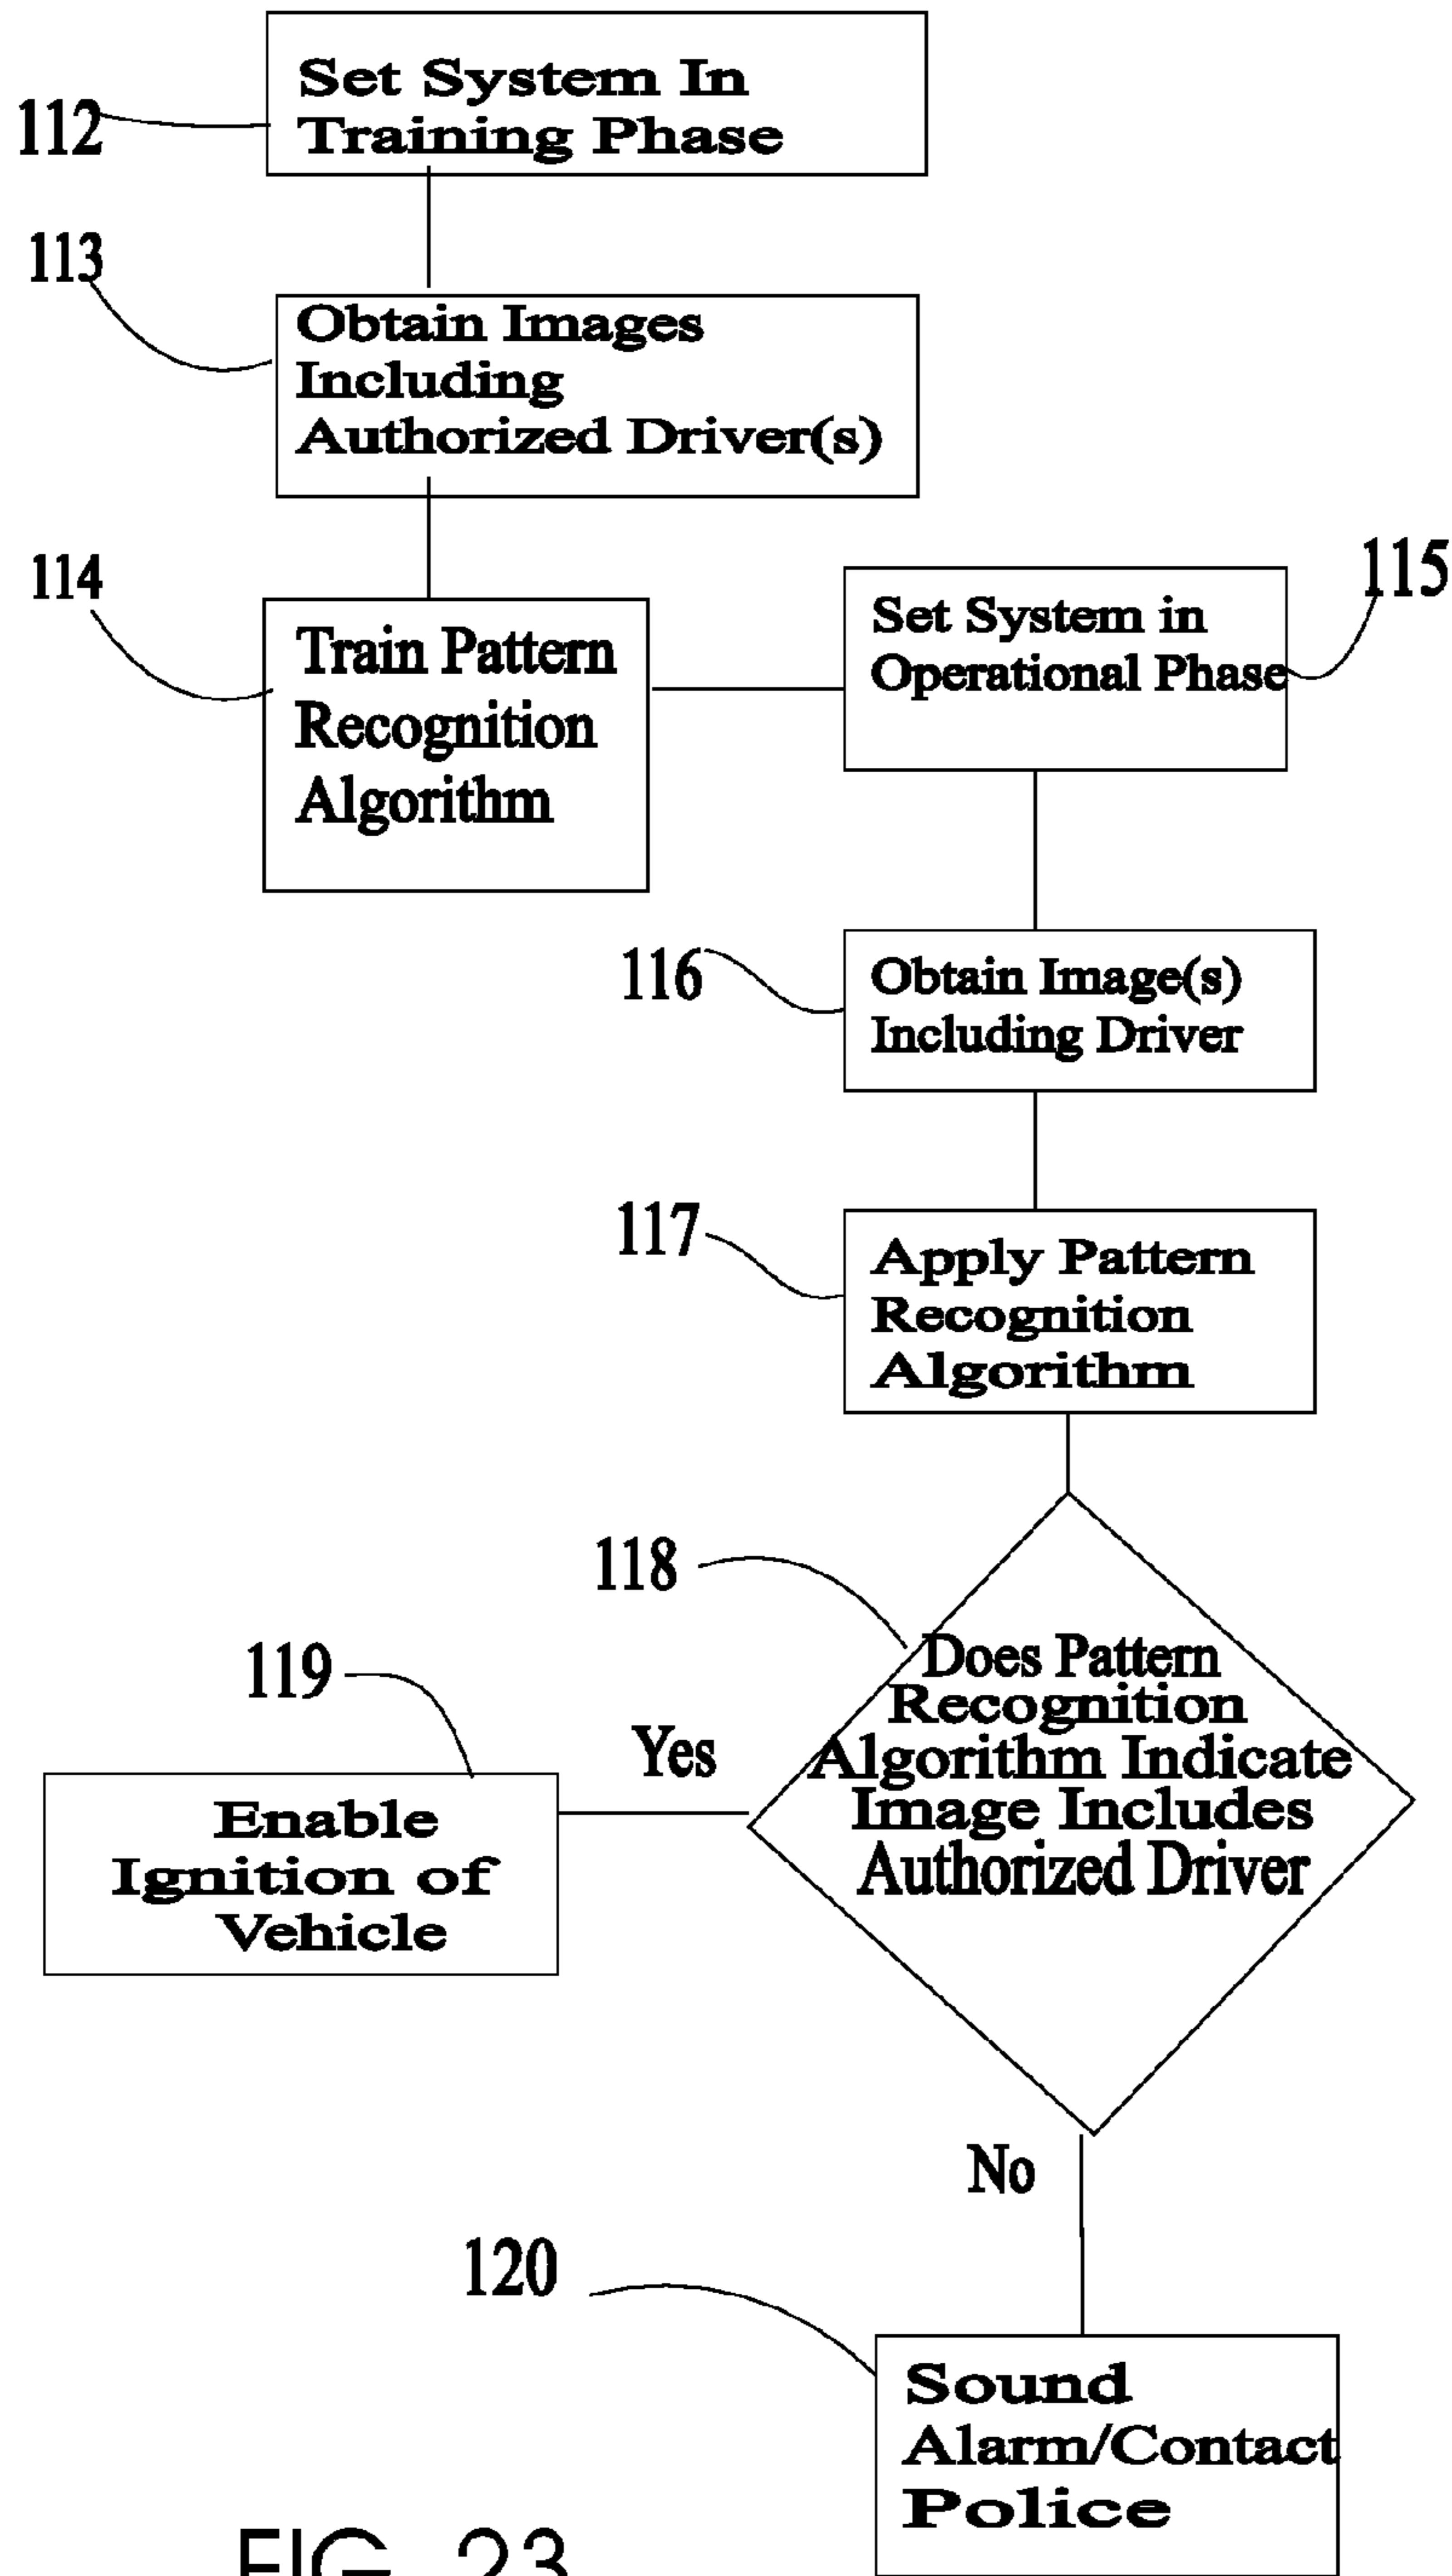 112
Set System In
Training Phase
113
Obtain Images
Including
Authorized Driver(s)
114
Train Pattern
Recognition
Algorithm
115
Set System in
Operational Phase
116
Obtain Image(s)
Including Driver
117
Apply Pattern
Recognition
Algorithm
118
Does Pattern
Recognition
Algorithm Indicate
Image Includes
Authorized Driver
119
Yes
Enable
Ignition of
Vehicle
No
120
Sound
Alarm/Contact
Police
FIG. 23